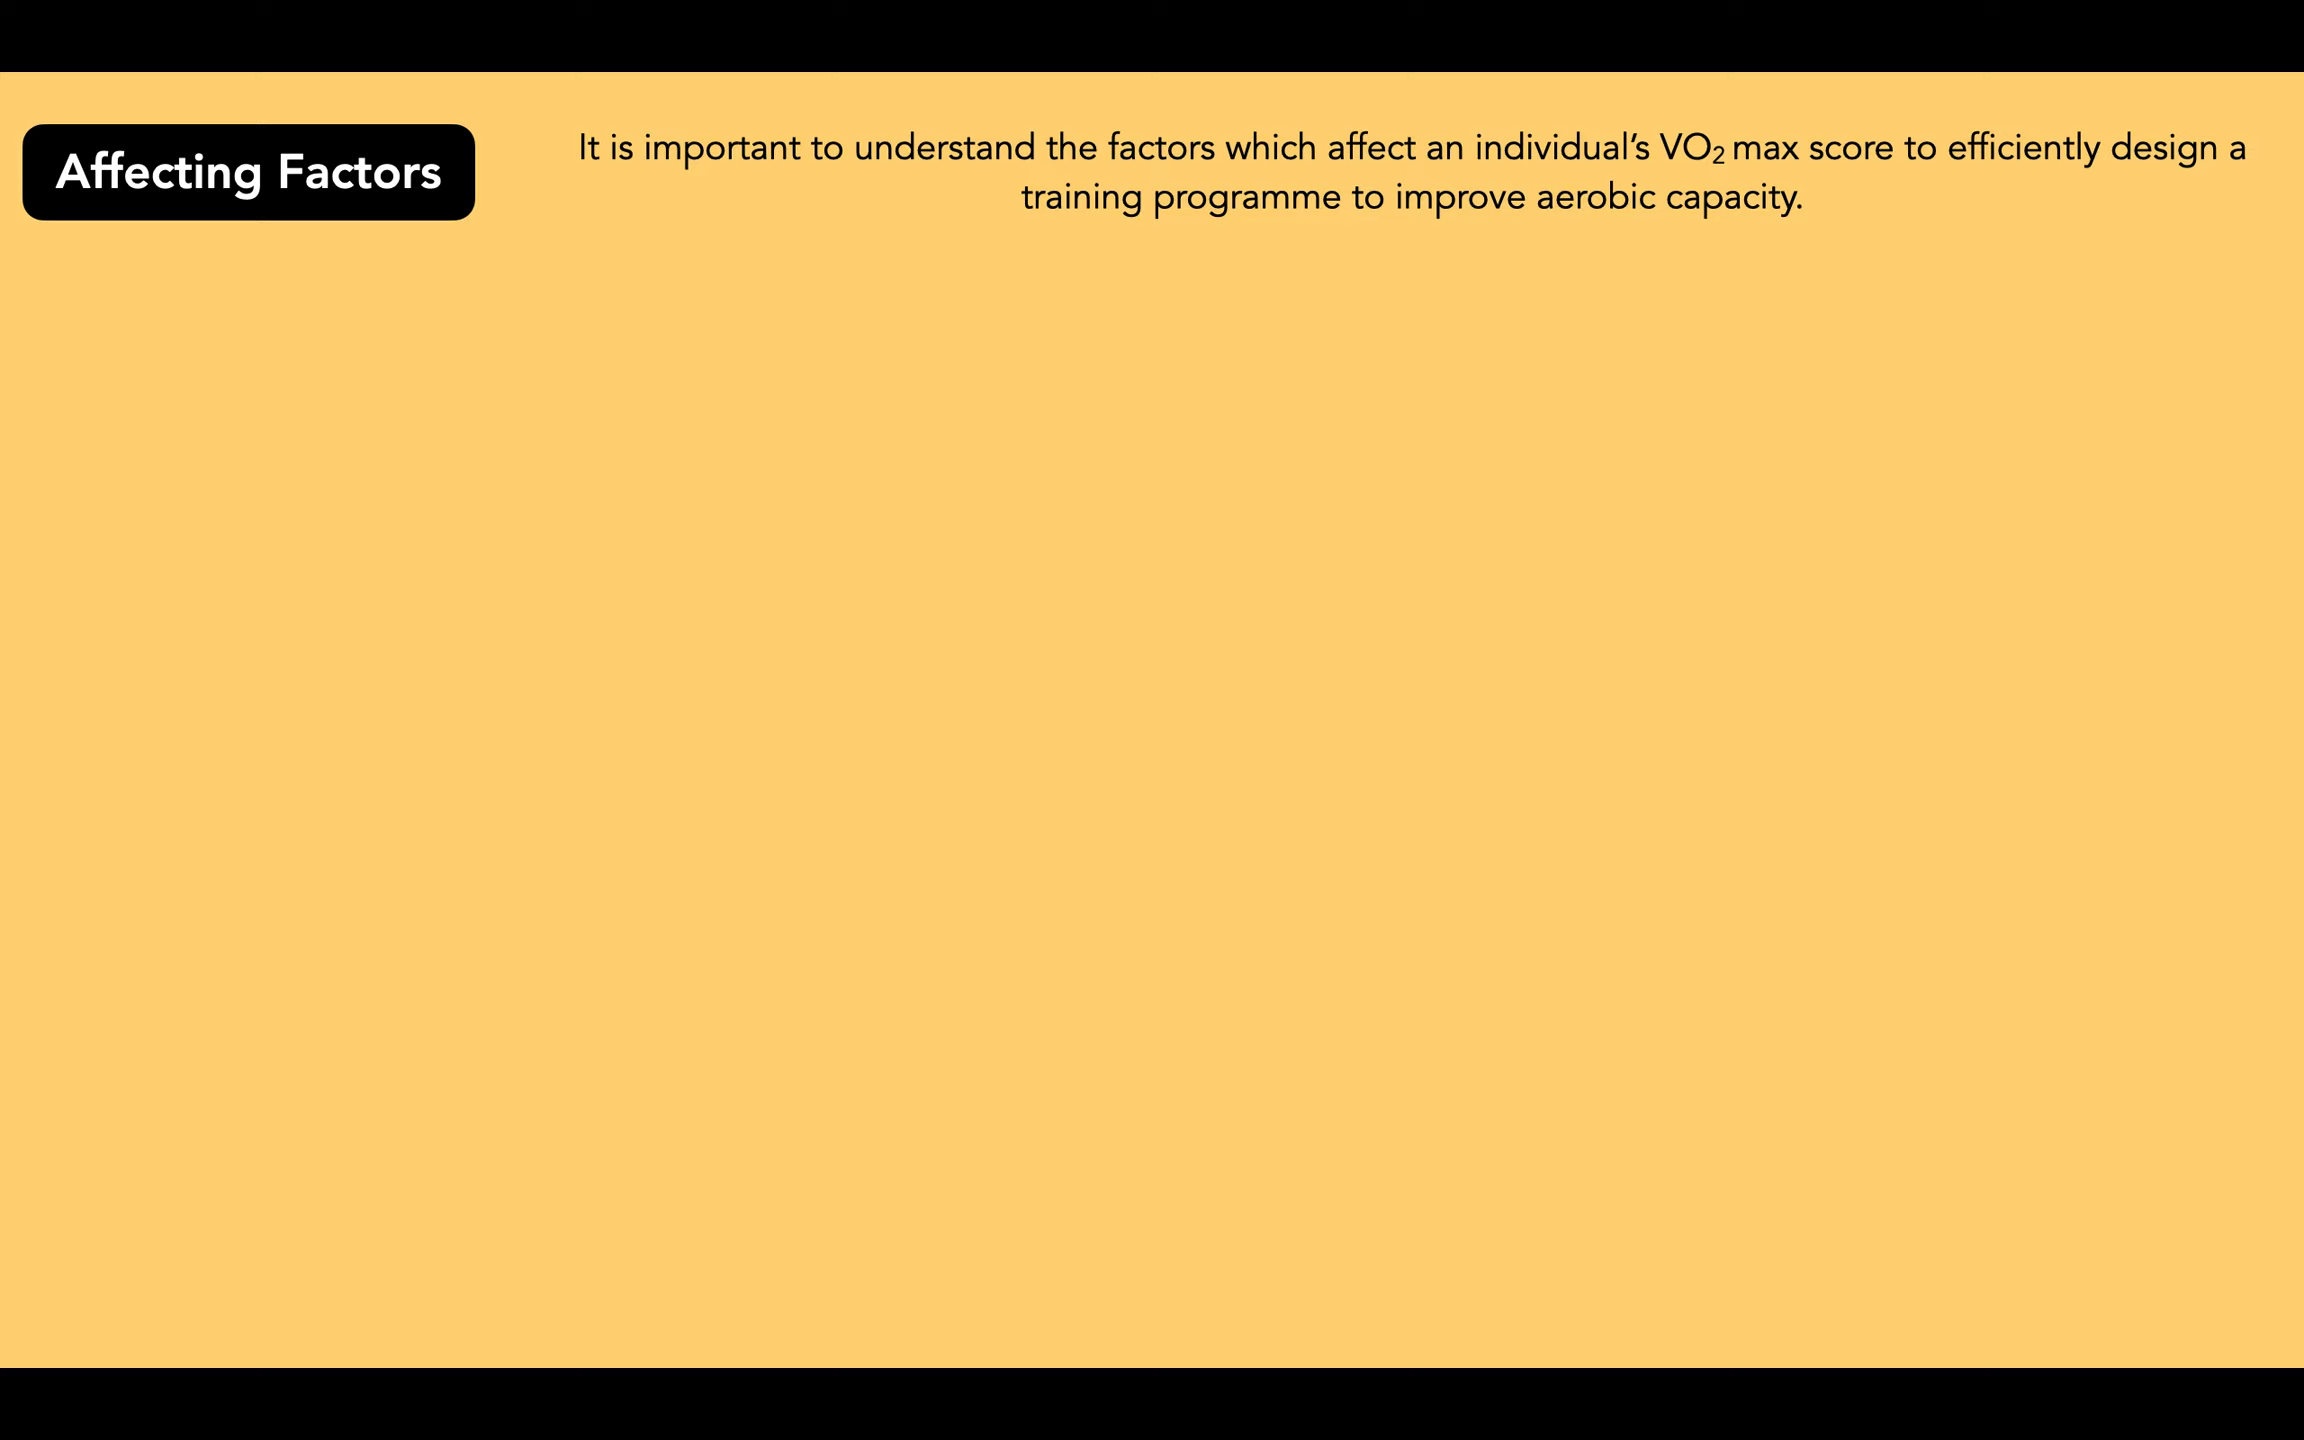 Affecting Factors
It is important to understand the factors which affect an individual’s VO₂ max score to efficiently design a
training programme to improve aerobic capacity.